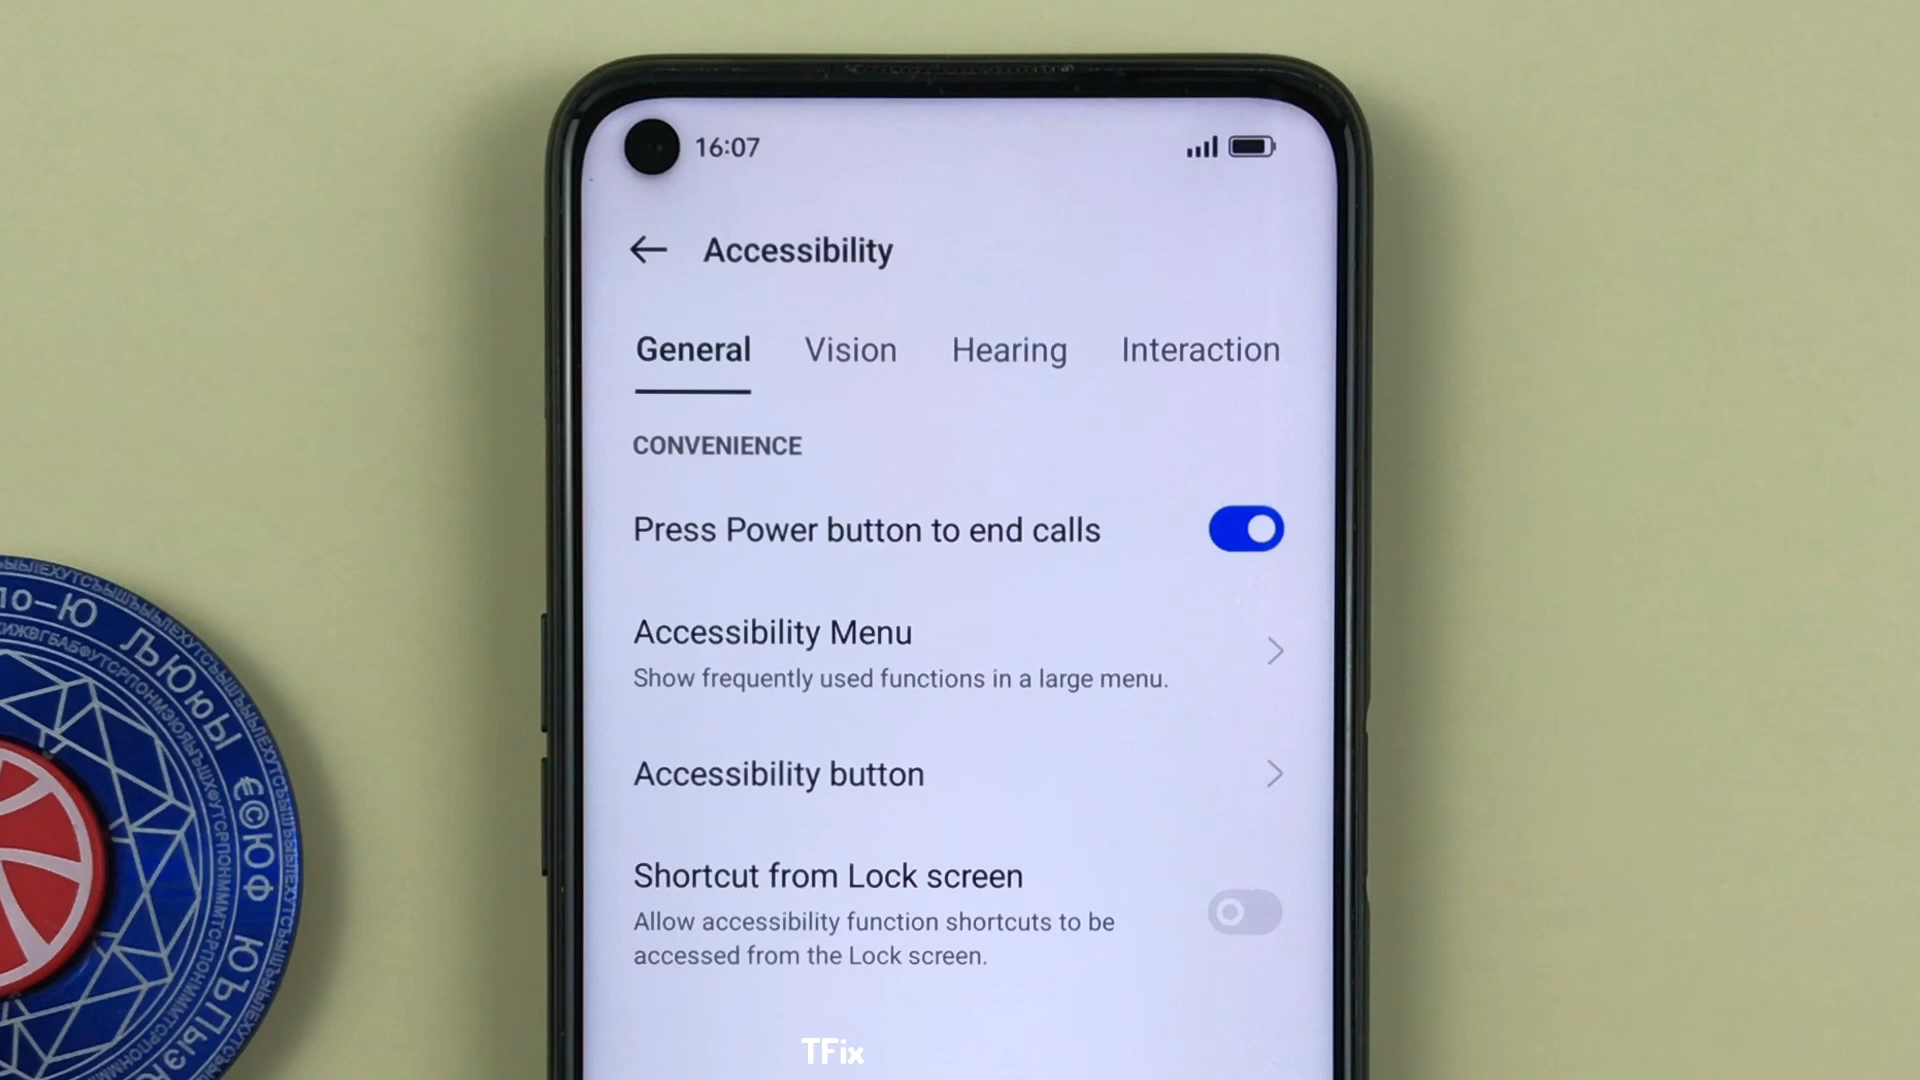 16:07
Accessibility
General Vision Hearing Interaction
CONVENIENCE
Press Power button to end calls
Accessibility Menu
Show frequently used functions in a large menu.
Accessibility button
Shortcut from Lock screen
Allow accessibility function shortcuts to be
accessed from the Lock screen.
TFix